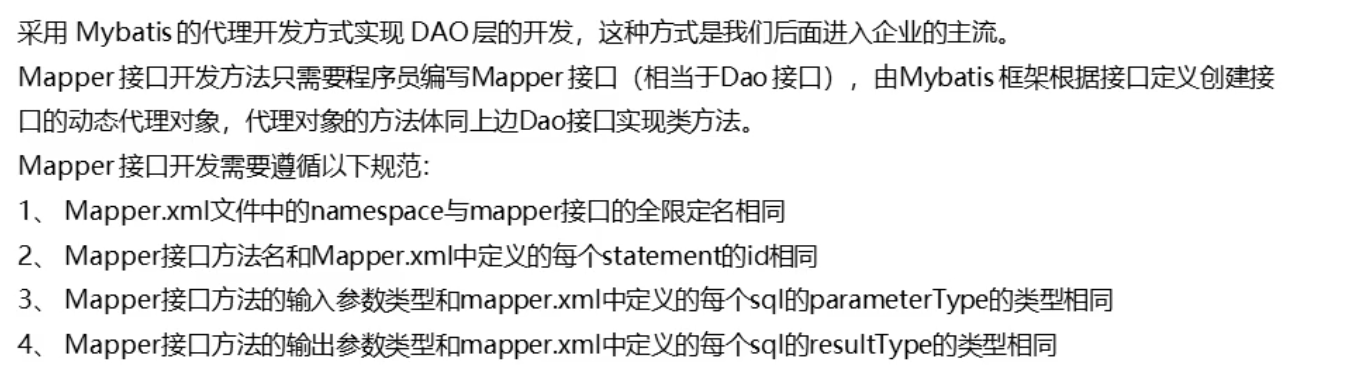 采用 Mybatis 的代理开发方式实现 DAO 层的开发，这种方式是我们后面进入企业的主流。
Mapper 接口开发方法只需要程序员编写Mapper 接口（相当于Dao 接口），由Mybatis 框架根据接口定义创建接
口的动态代理对象，代理对象的方法体同上边Dao接口实现类方法。
Mapper 接口开发需要遵循以下规范：
1、 Mapper.xml文件中的namespace与mapper接口的全限定名相同
2、 Mapper接口方法名和Mapper.xml中定义的每个statement的id相同
3、 Mapper接口方法的输入参数类型和mapper.xml中定义的每个sql的parameterType的类型相同
4、 Mapper接口方法的输出参数类型和mapper.xml中定义的每个sql的resultType的类型相同